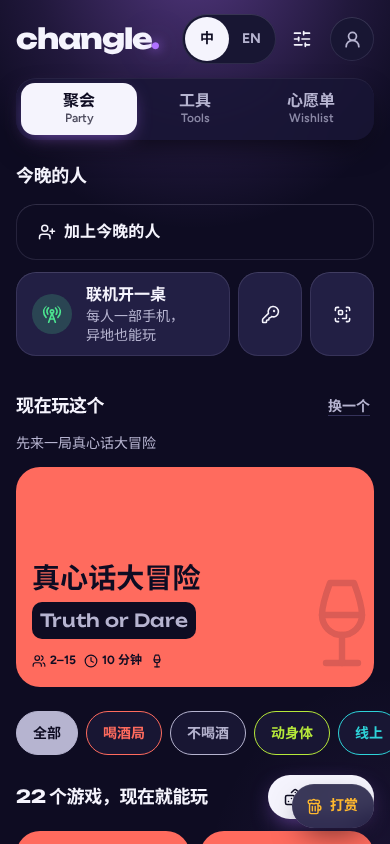 changle.
中 EN
聚会 工具 心愿单
Party Tools Wishlist
今晚的人
加上今晚的人
联机开一桌
每人一部手机，
异地也能玩
现在玩这个 换一个
先来一局真心话大冒险
真心话大冒险
Truth or Dare
2–15 10 分钟
全部 喝酒局 不喝酒 动身体 线上
22 个游戏，现在就能玩
打赏